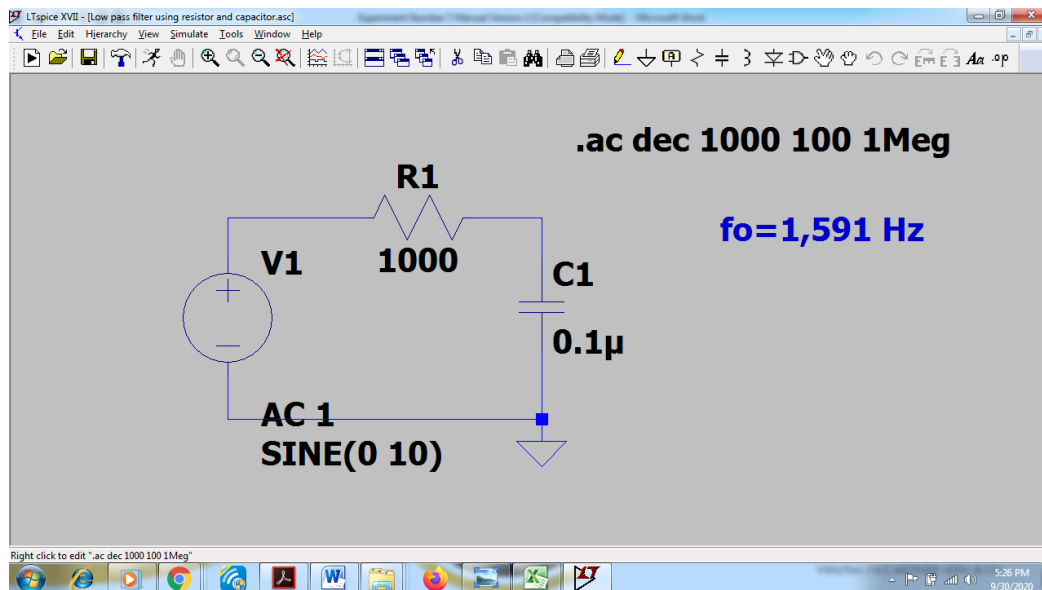 LTspice XVII - [Low pass filter using resistor and capacitor.asc]
File Edit Hierarchy View Simulate Tools Window Help
Aa .op
.ac dec 1000 100 1Meg
R1
fo=1,591 Hz
V1
1000
C1
0.1µ
AC 1
SINE(0 10)
Right click to edit ".ac dec 1000 100 1Meg"
5:26 PM
9/30/2020